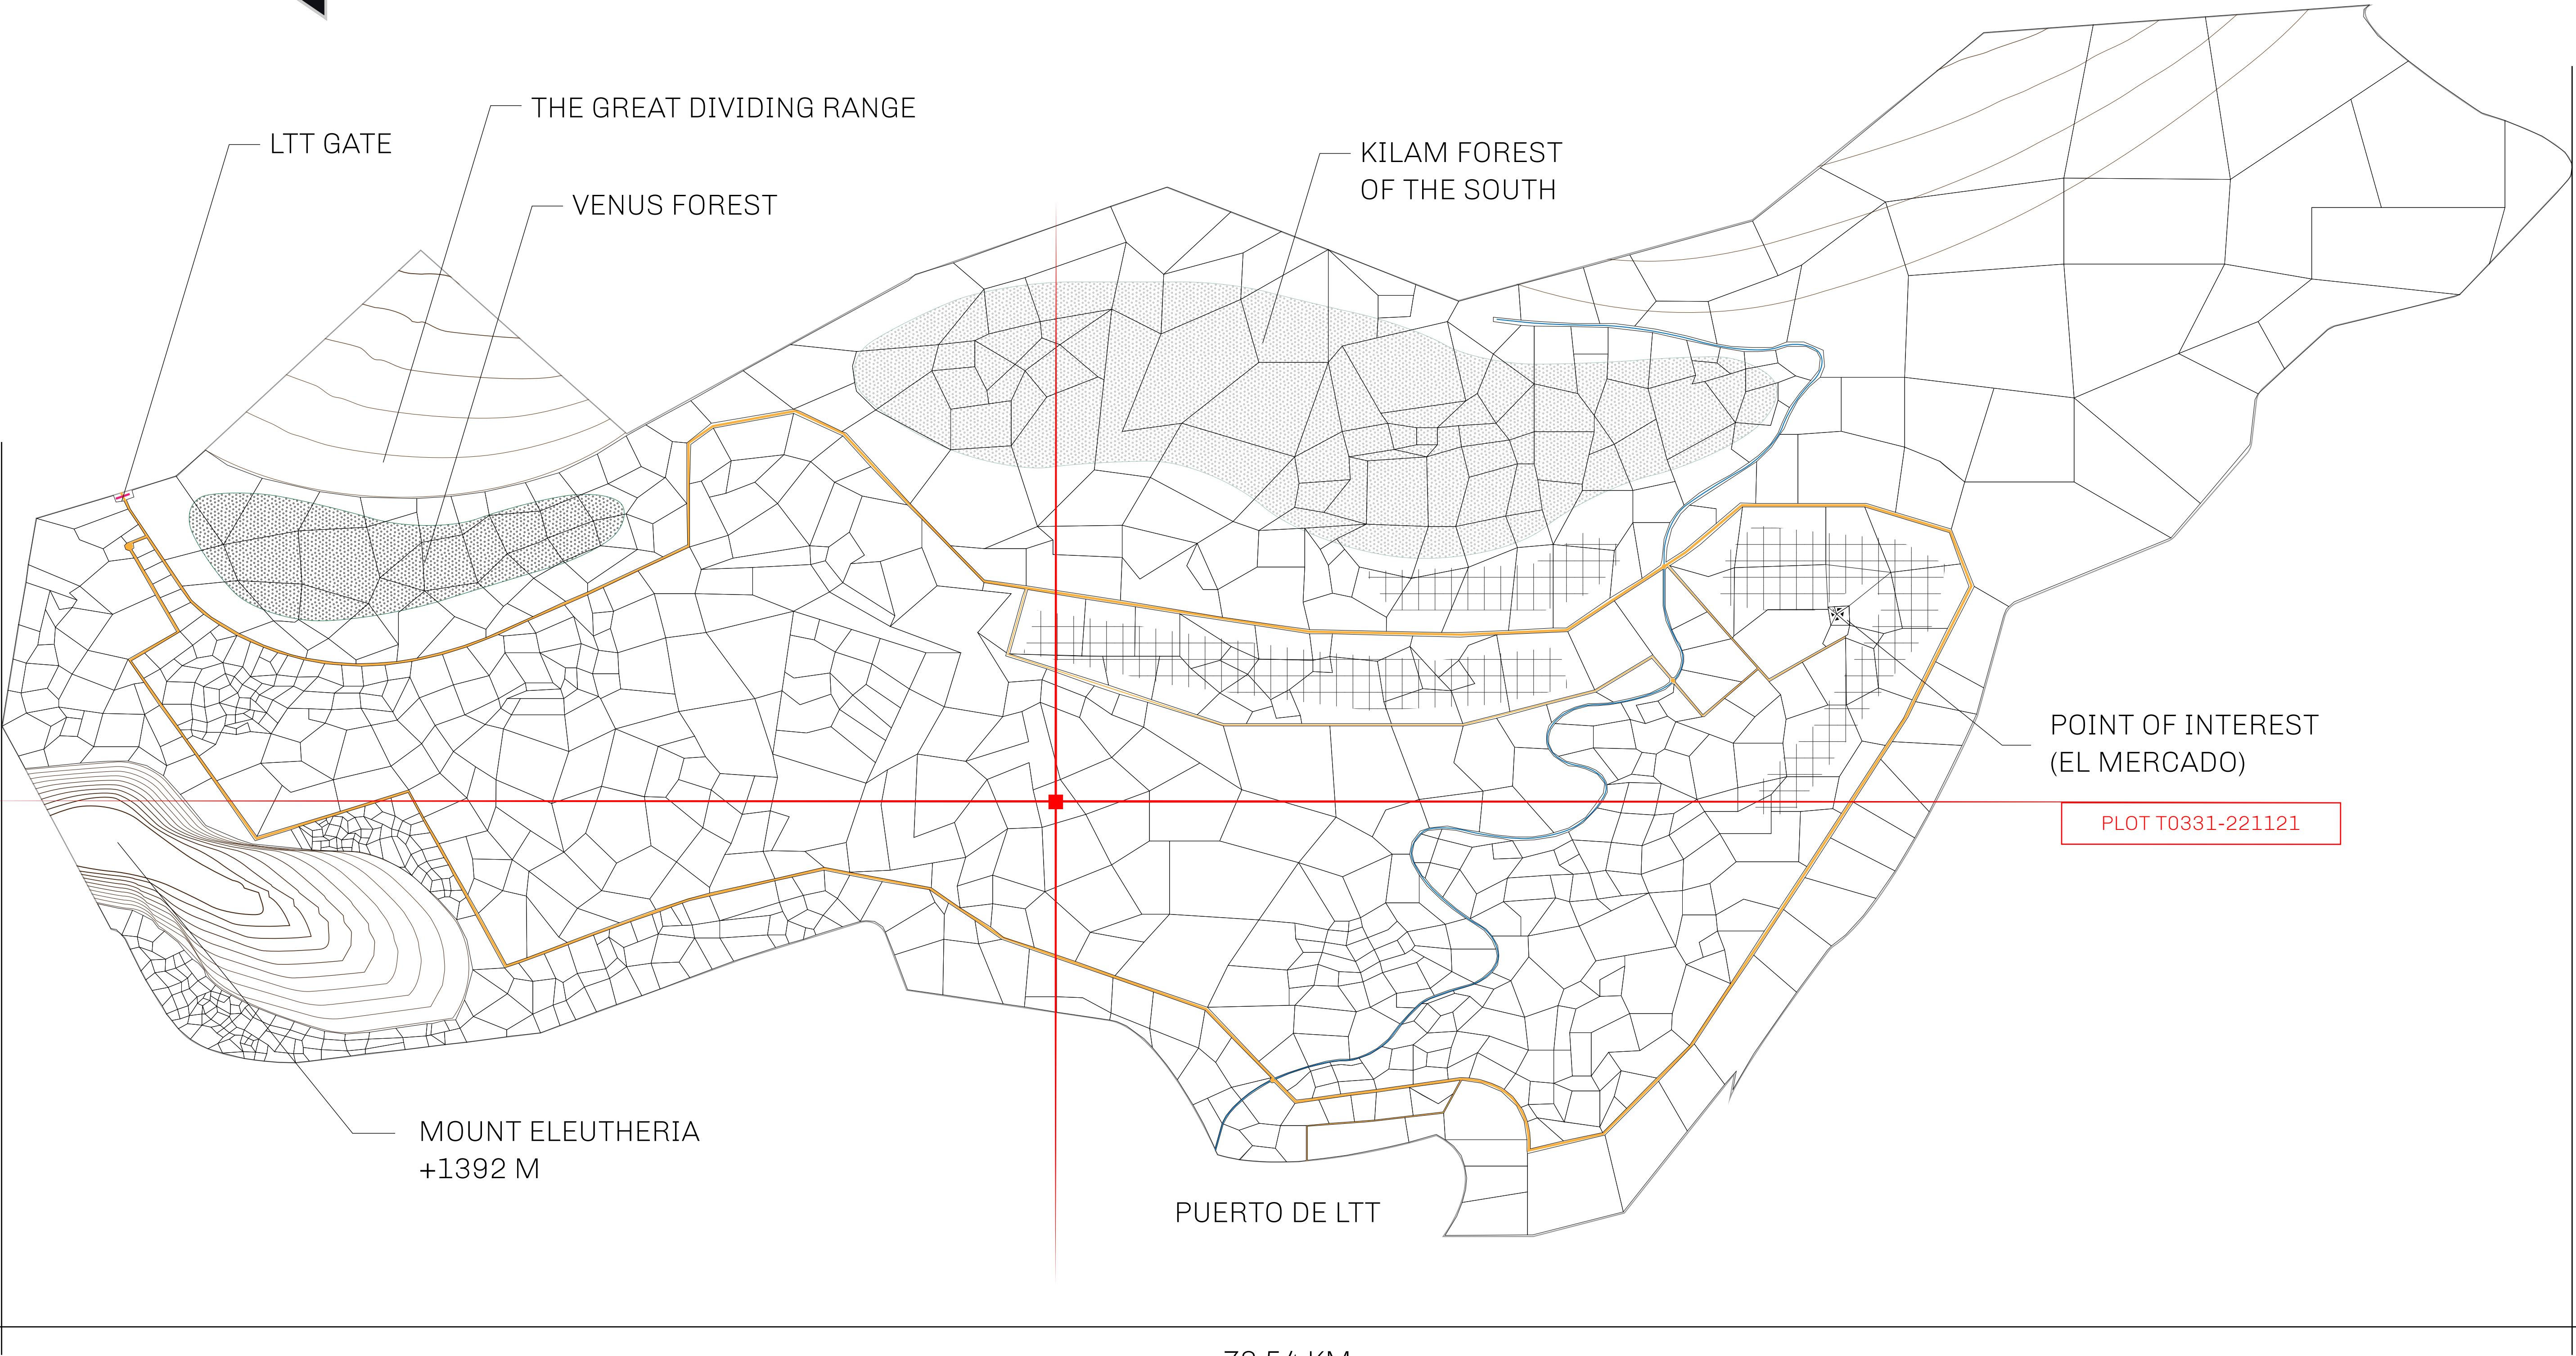 THE GREAT DIVIDING RANGE
LTT GATE
VENUS FOREST
KILAM FOREST
OF THE SOUTH
POINT OF INTEREST
(EL MERCADO)
PLOT T0331-221121
MOUNT ELEUTHERIA
+1392 M
PUERTO DE LTT
KM